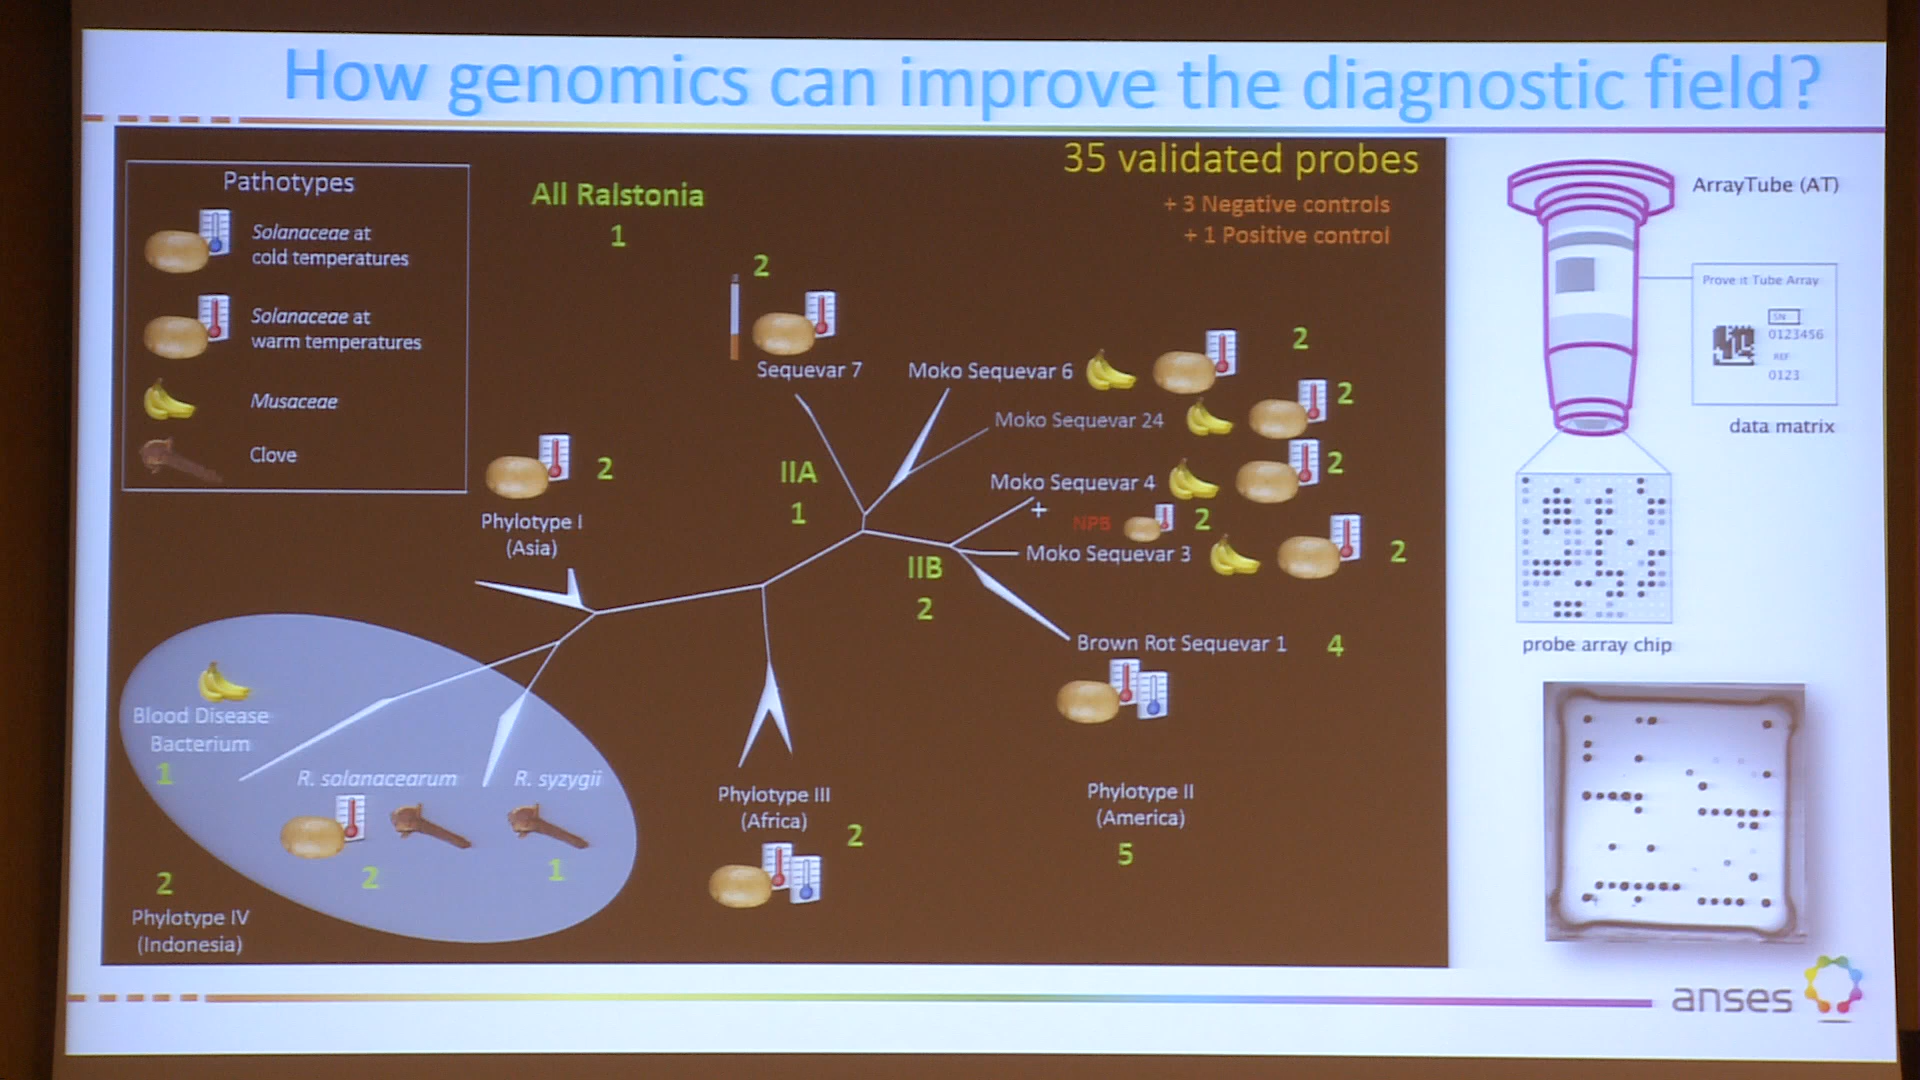 How genomics can improve the diagnostic field?
Pathotypes
Solanaceae at
cold temperatures
Solanaceae at
warm temperatures
Musaceae
Clove
All Ralstonia
1
35 validated probes
+ 3 Negative controls
+ 1 Positive control
2
Sequevar 7
Moko Sequevar 6
2
Moko Sequevar 24
2
Moko Sequevar 4
2
+
NPB
2
Moko Sequevar 3
2
IIA
1
IIB
2
2
Phylotype I
(Asia)
Brown Rot Sequevar 1
4
Blood Disease
Bacterium
1
R. solanacearum
2
R. syzygii
1
2
Phylotype IV
(Indonesia)
Phylotype III
(Africa)
2
Phylotype II
(America)
5
ArrayTube (AT)
Prove it Tube Array
SN
0123456
REF
0123
data matrix
probe array chip
anses